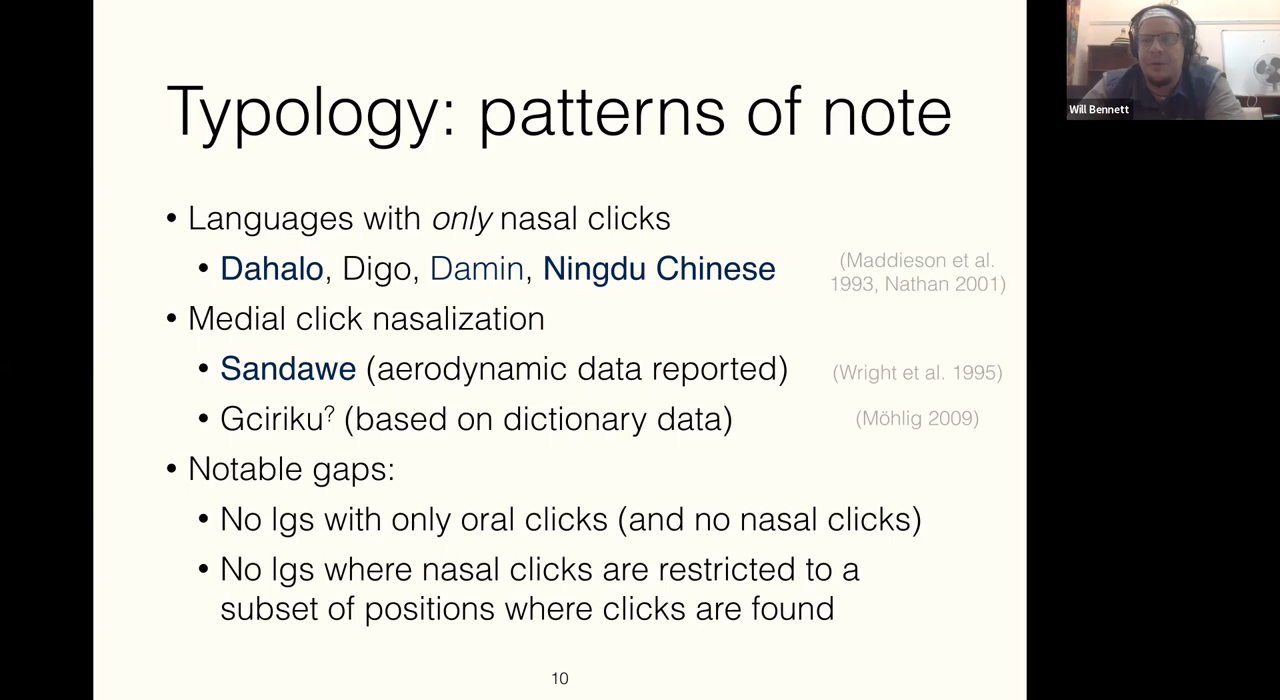 Typology: patterns of note
• Languages with only nasal clicks
• Dahalo, Digo, Damin, Ningdu Chinese
(Maddieson et al.
1993, Nathan 2001)
• Medial click nasalization
• Sandawe (aerodynamic data reported)
(Wright et al. 1995)
• Gciriku? (based on dictionary data)
(Möhlig 2009)
• Notable gaps:
• No lgs with only oral clicks (and no nasal clicks)
• No lgs where nasal clicks are restricted to a
subset of positions where clicks are found
10
Will Bennett